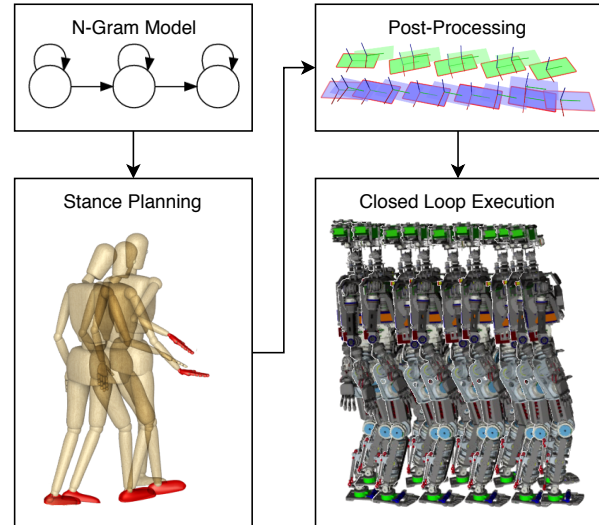 N-Gram Model
Post-Processing
Stance Planning
Closed Loop Execution